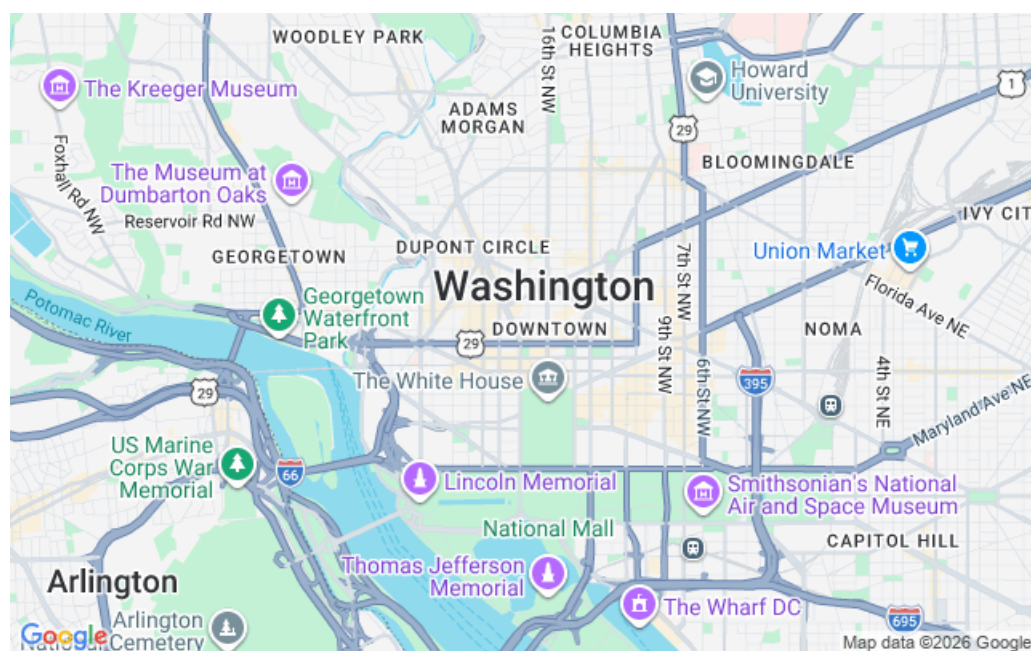 WOODLEY PARK
COLUMBIA
HEIGHTS
16th St NW
Howard
University
1
The Kreeger Museum
ADAMS
MORGAN
29
BLOOMINGDALE
Foxhall Rd NW
The Museum at
Dumbarton Oaks
Reservoir Rd NW
IVY CIT
GEORGETOWN
DUPONT CIRCLE
Union Market
7th St NW
Washington
Florida Ave NE
Potomac River
Georgetown
Waterfront
Park
DOWNTOWN
29
9th St NW
NOMA
The White House
6th St NW
395
4th St NE
29
Maryland Ave NE
US Marine
Corps War
Memorial
66
Lincoln Memorial
Smithsonian's National
Air and Space Museum
National Mall
CAPITOL HILL
Thomas Jefferson
Memorial
Arlington
The Wharf DC
Arlington
National Cemetery
695
Google
Map data ©2026 Google